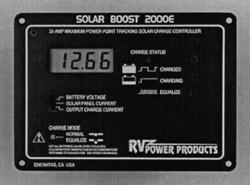 SOLAR BOOST 2000E
25 AMP MAXIMUM POWER POINT TRACKING SOLAR CHARGE CONTROLLER
CHARGE STATUS
12.66
CHARGED
CHARGING
EQUALIZE
BATTERY VOLTAGE
SOLAR PANEL CURRENT
OUTPUT CHARGE CURRENT
CHARGE MODE
NORMAL
EQUALIZE
RV POWER PRODUCTS
ENCINITAS, CA USA